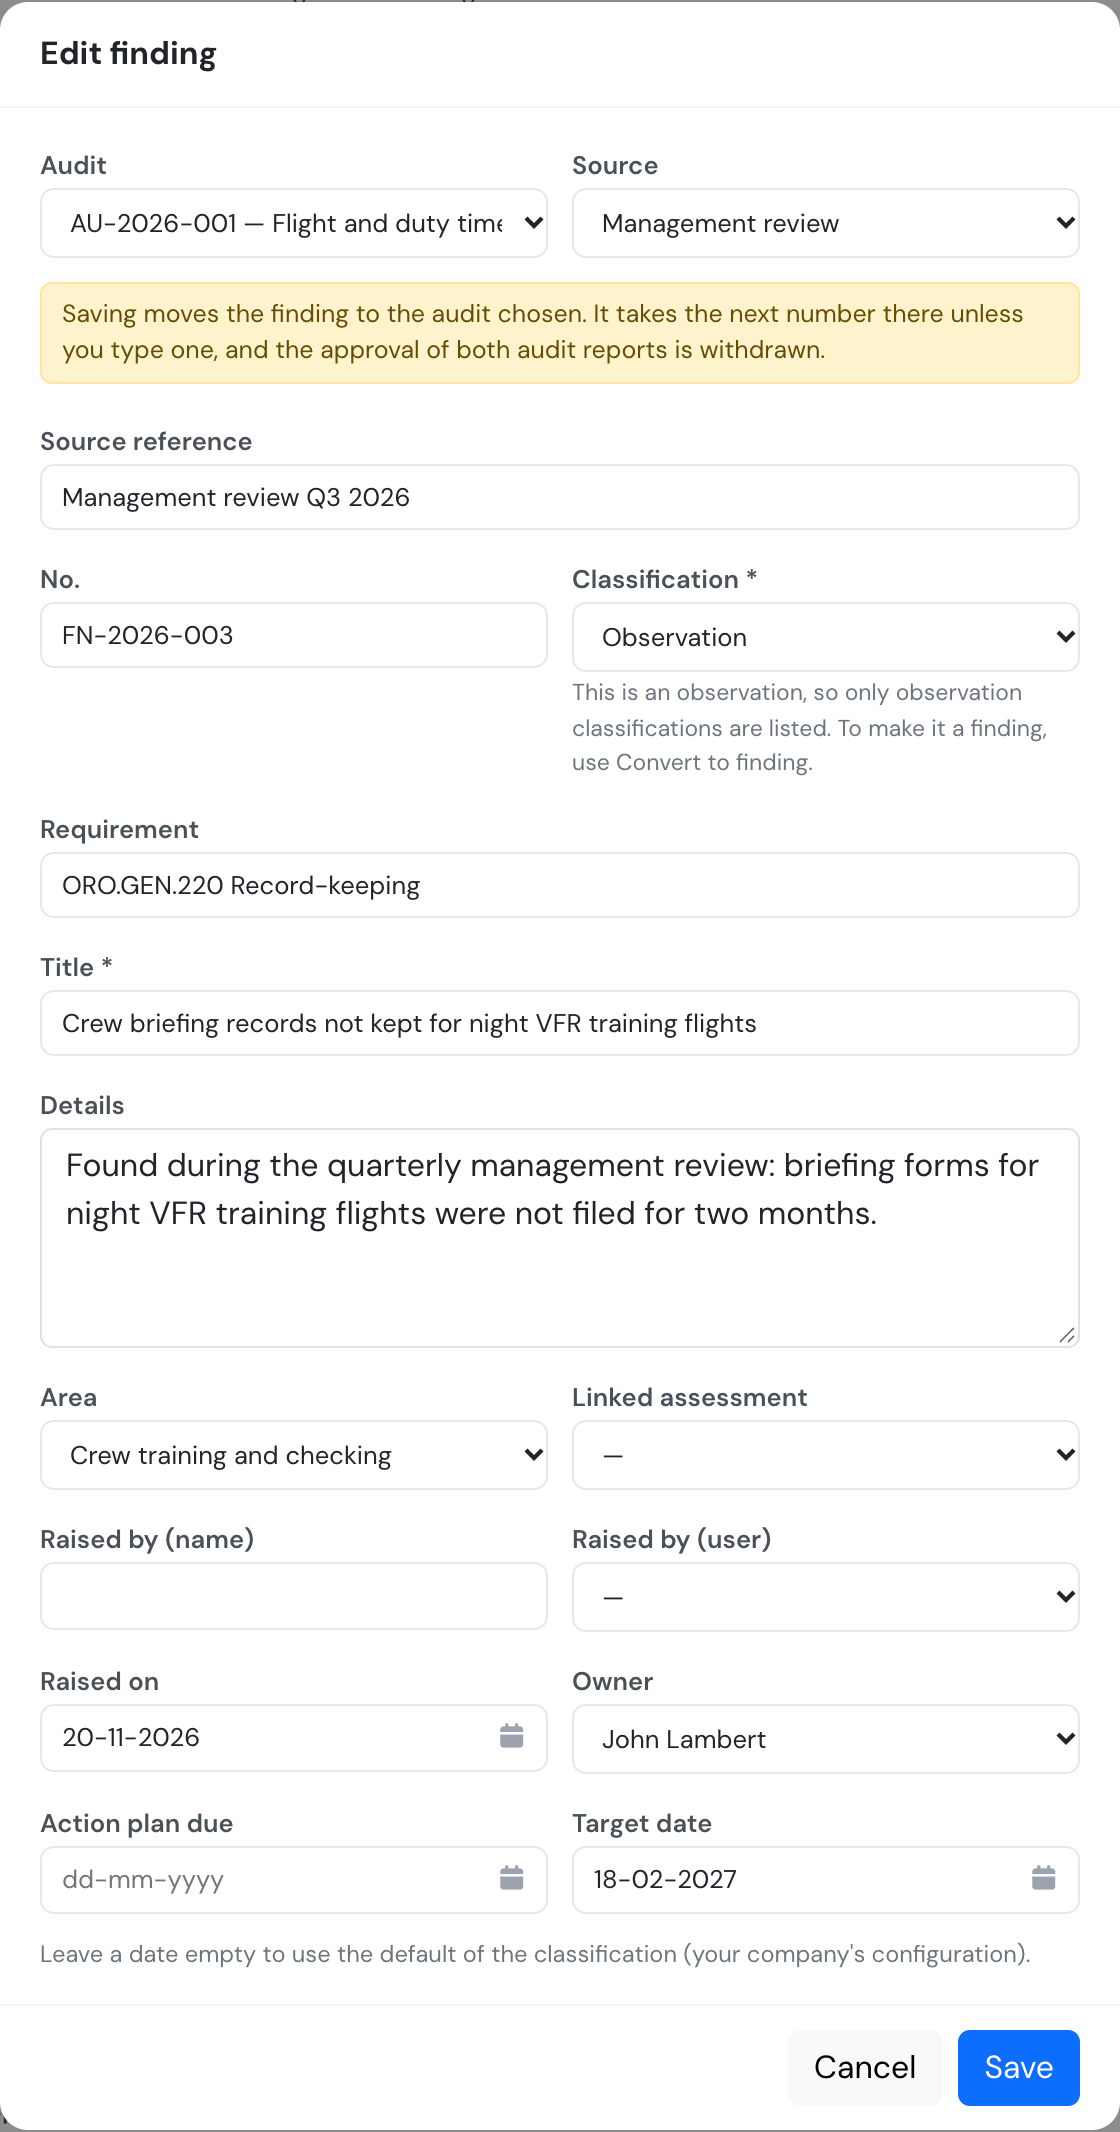 Edit finding
Audit
Source
AU-2026-001 — Flight and duty time
Management review
Saving moves the finding to the audit chosen. It takes the next number there unless
you type one, and the approval of both audit reports is withdrawn.
Source reference
Management review Q3 2026
No.
Classification *
FN-2026-003
Observation
This is an observation, so only observation
classifications are listed. To make it a finding,
use Convert to finding.
Requirement
ORO.GEN.220 Record-keeping
Title *
Crew briefing records not kept for night VFR training flights
Details
Found during the quarterly management review: briefing forms for
night VFR training flights were not filed for two months.
Area
Linked assessment
Crew training and checking
—
Raised by (name)
Raised by (user)
—
Raised on
Owner
20-11-2026
John Lambert
Action plan due
Target date
dd-mm-yyyy
18-02-2027
Leave a date empty to use the default of the classification (your company's configuration).
Cancel
Save